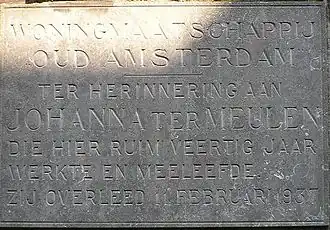 WONINGMAATSCHAPPIJ
OUD AMSTERDAM
TER HERINNERING AAN
JOHANNA TER MEULEN
DIE HIER RUIM VEERTIG JAAR
WERKTE EN MEELEEFDE.
ZIJ OVERLEED 11 FEBRUARI 1937